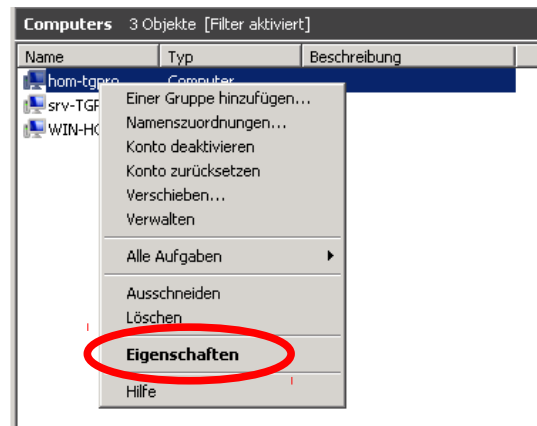 Computers 3 Objekte [Filter aktiviert]
Name Typ Beschreibung
hom-tgpro Computer
Einer Gruppe hinzufügen...
srv-TGP
Namenszuordnungen...
WIN-HO
Konto deaktivieren
Konto zurücksetzen
Verschieben...
Verwalten
Alle Aufgaben
Ausschneiden
Löschen
Eigenschaften
Hilfe